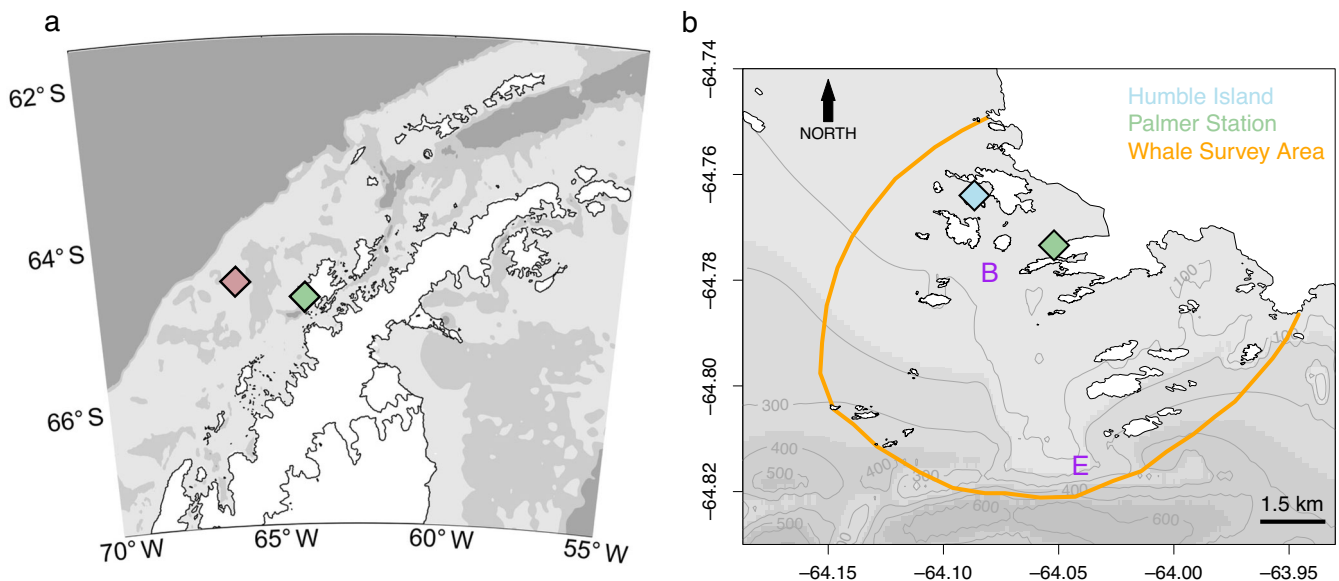 a
62° S
64° S
66° S
70° W
65° W
60° W
55° W
b
−64.74
−64.76
−64.78
−64.80
−64.82
NORTH
Humble Island
Palmer Station
Whale Survey Area
B
E
100
100
300
400
300
500
500
400
600
600
500
1.5 km
−64.15
−64.10
−64.05
−64.00
−63.95